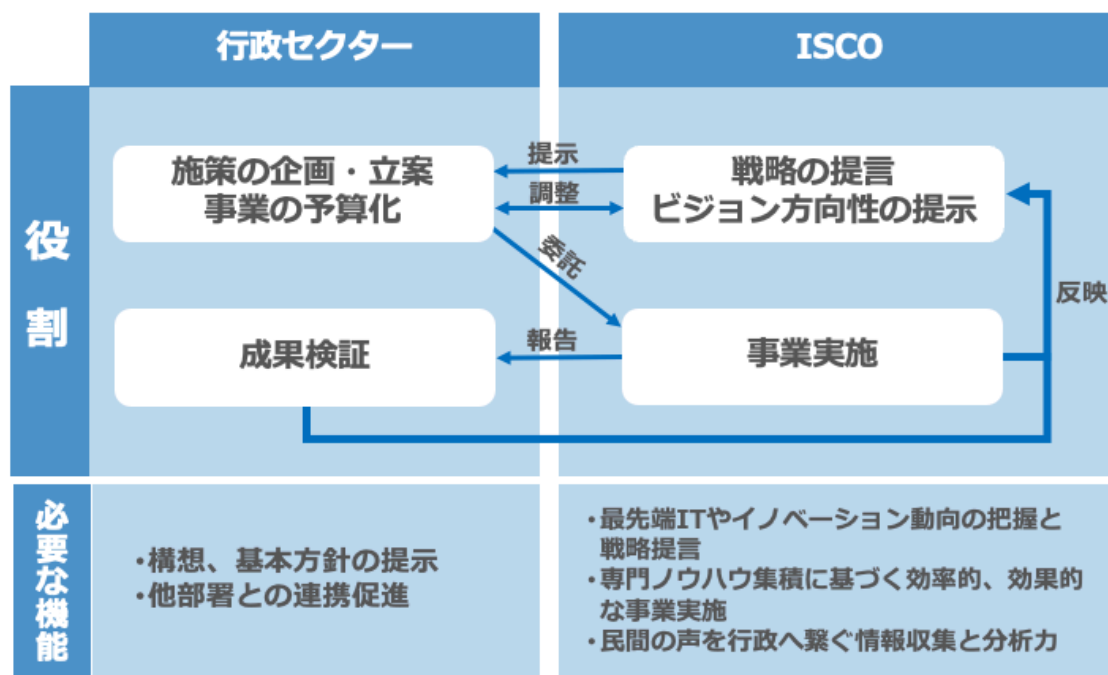 行政セクター
ISCO
役割
施策の企画・立案
事業の予算化
提示
調整
戦略の提言
ビジョン方向性の提示
委託
反映
成果検証
報告
事業実施
必要な機能
・構想、基本方針の提示
・他部署との連携促進
・最先端ITやイノベーション動向の把握と
戦略提言
・専門ノウハウ集積に基づく効率的、効果的
な事業実施
・民間の声を行政へ繋ぐ情報収集と分析力